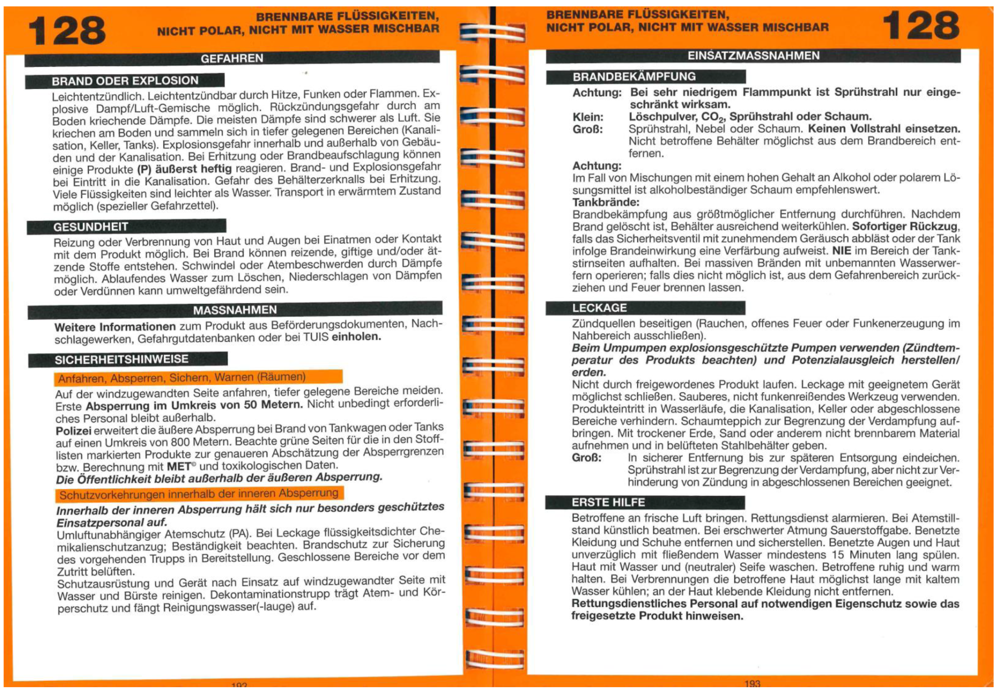 128
BRENNBARE FLÜSSIGKEITEN,
NICHT POLAR, NICHT MIT WASSER MISCHBAR
GEFAHREN
BRAND ODER EXPLOSION
Leichtentzündlich. Leichtentzündbar durch Hitze, Funken oder Flammen. Ex-
plosive Dampf/Luft-Gemische möglich. Rückzündungsgefahr durch am
Boden kriechende Dämpfe. Die meisten Dämpfe sind schwerer als Luft. Sie
kriechen am Boden und sammeln sich in tiefer gelegenen Bereichen (Kanali-
sation, Keller, Tanks). Explosionsgefahr innerhalb und außerhalb von Gebäu-
den und der Kanalisation. Bei Erhitzung oder Brandbeaufschlagung können
einige Produkte (P) äußerst heftig reagieren. Brand- und Explosionsgefahr
bei Eintritt in die Kanalisation. Gefahr des Behälterzerknalls bei Erhitzung.
Viele Flüssigkeiten sind leichter als Wasser. Transport in erwärmtem Zustand
möglich (spezieller Gefahrzettel).
GESUNDHEIT
Reizung oder Verbrennung von Haut und Augen bei Einatmen oder Kontakt
mit dem Produkt möglich. Bei Brand können reizende, giftige und/oder ät-
zende Stoffe entstehen. Schwindel oder Atembeschwerden durch Dämpfe
möglich. Ablaufendes Wasser zum Löschen, Niederschlagen von Dämpfen
oder Verdünnen kann umweltgefährdend sein.
MASSNAHMEN
Weitere Informationen zum Produkt aus Beförderungsdokumenten, Nach-
schlagewerken, Gefahrgutdatenbanken oder bei TUIS einholen.
SICHERHEITSHINWEISE
Anfahren, Absperren, Sichern, Warnen (Räumen)
Auf der windzugewandten Seite anfahren, tiefer gelegene Bereiche meiden.
Erste Absperrung im Umkreis von 50 Metern. Nicht unbedingt erforderli-
ches Personal bleibt außerhalb.
Polizei erweitert die äußere Absperrung bei Brand von Tankwagen oder Tanks
auf einen Umkreis von 800 Metern. Beachte grüne Seiten für die in den Stoff-
listen markierten Produkte zur genaueren Abschätzung der Absperrgrenzen
bzw. Berechnung mit MET© und toxikologischen Daten.
Die Öffentlichkeit bleibt außerhalb der äußeren Absperrung.
Schutzvorkehrungen innerhalb der inneren Absperrung
Innerhalb der inneren Absperrung hält sich nur besonders geschütztes
Einsatzpersonal auf.
Umluftunabhängiger Atemschutz (PA). Bei Leckage flüssigkeitsdichter Che-
mikalienschutzanzug; Beständigkeit beachten. Brandschutz zur Sicherung
des vorgehenden Trupps in Bereitstellung. Geschlossene Bereiche vor dem
Zutritt belüften.
Schutzausrüstung und Gerät nach Einsatz auf windzugewandter Seite mit
Wasser und Bürste reinigen. Dekontaminationstrupp trägt Atem- und Kör-
perschutz und fängt Reinigungswasser(-lauge) auf.
192
BRENNBARE FLÜSSIGKEITEN,
NICHT POLAR, NICHT MIT WASSER MISCHBAR
128
EINSATZMASSNAHMEN
BRANDBEKÄMPFUNG
Achtung: Bei sehr niedrigem Flammpunkt ist Sprühstrahl nur einge-
schränkt wirksam.
Klein: Löschpulver, CO₂, Sprühstrahl oder Schaum.
Groß: Sprühstrahl, Nebel oder Schaum. Keinen Vollstrahl einsetzen.
Nicht betroffene Behälter möglichst aus dem Brandbereich ent-
fernen.
Achtung:
Im Fall von Mischungen mit einem hohen Gehalt an Alkohol oder polarem Lö-
sungsmittel ist alkoholbeständiger Schaum empfehlenswert.
Tankbrände:
Brandbekämpfung aus größtmöglicher Entfernung durchführen. Nachdem
Brand gelöscht ist, Behälter ausreichend weiterkühlen. Sofortiger Rückzug,
falls das Sicherheitsventil mit zunehmendem Geräusch abbläst oder der Tank
infolge Brandeinwirkung eine Verfärbung aufweist. NIE im Bereich der Tank-
stirnseiten aufhalten. Bei massiven Bränden mit unbemannten Wasserwer-
fern operieren; falls dies nicht möglich ist, aus dem Gefahrenbereich zurück-
ziehen und Feuer brennen lassen.
LECKAGE
Zündquellen beseitigen (Rauchen, offenes Feuer oder Funkenerzeugung im
Nahbereich ausschließen).
Beim Umpumpen explosionsgeschützte Pumpen verwenden (Zündtem-
peratur des Produkts beachten) und Potenzialausgleich herstellen/
erden.
Nicht durch freigewordenes Produkt laufen. Leckage mit geeignetem Gerät
möglichst schließen. Sauberes, nicht funkenreißendes Werkzeug verwenden.
Produkteintritt in Wasserläufe, die Kanalisation, Keller oder abgeschlossene
Bereiche verhindern. Schaumteppich zur Begrenzung der Verdampfung auf-
bringen. Mit trockener Erde, Sand oder anderem nicht brennbarem Material
aufnehmen und in belüfteten Stahlbehälter geben.
Groß: In sicherer Entfernung bis zur späteren Entsorgung eindeichen.
Sprühstrahl ist zur Begrenzung der Verdampfung, aber nicht zur Ver-
hinderung von Zündung in abgeschlossenen Bereichen geeignet.
ERSTE HILFE
Betroffene an frische Luft bringen. Rettungsdienst alarmieren. Bei Atemstill-
stand künstlich beatmen. Bei erschwerter Atmung Sauerstoffgabe. Benetzte
Kleidung und Schuhe entfernen und sicherstellen. Benetzte Augen und Haut
unverzüglich mit fließendem Wasser mindestens 15 Minuten lang spülen.
Haut mit Wasser und (neutraler) Seife waschen. Betroffene ruhig und warm
halten. Bei Verbrennungen die betroffene Haut möglichst lange mit kaltem
Wasser kühlen; an der Haut klebende Kleidung nicht entfernen.
Rettungsdienstliches Personal auf notwendigen Eigenschutz sowie das
freigesetzte Produkt hinweisen.
193